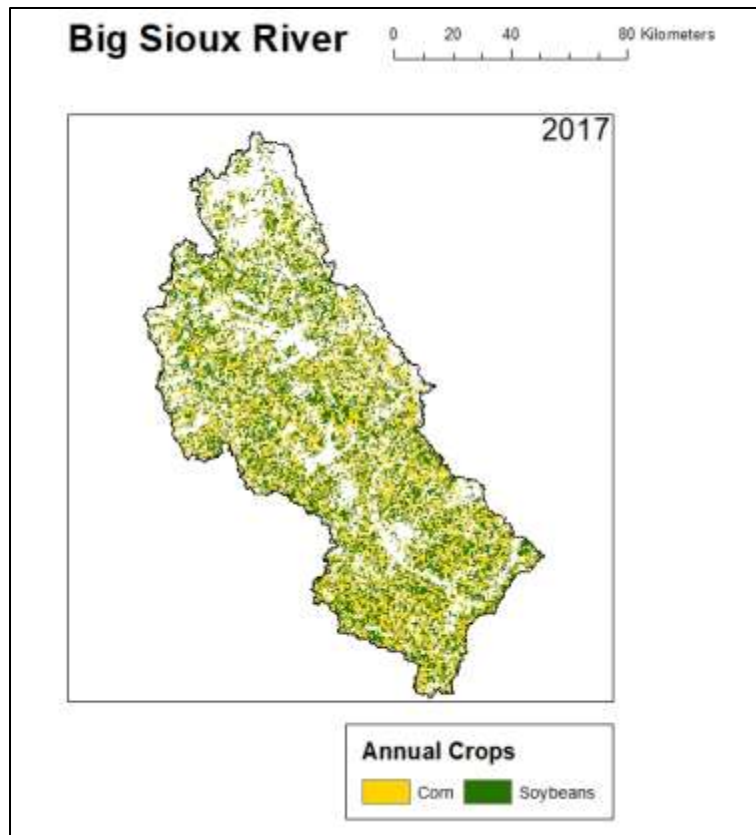 Big Sioux River
0 20 40 80 Kilometers
2017
Annual Crops
Corn Soybeans